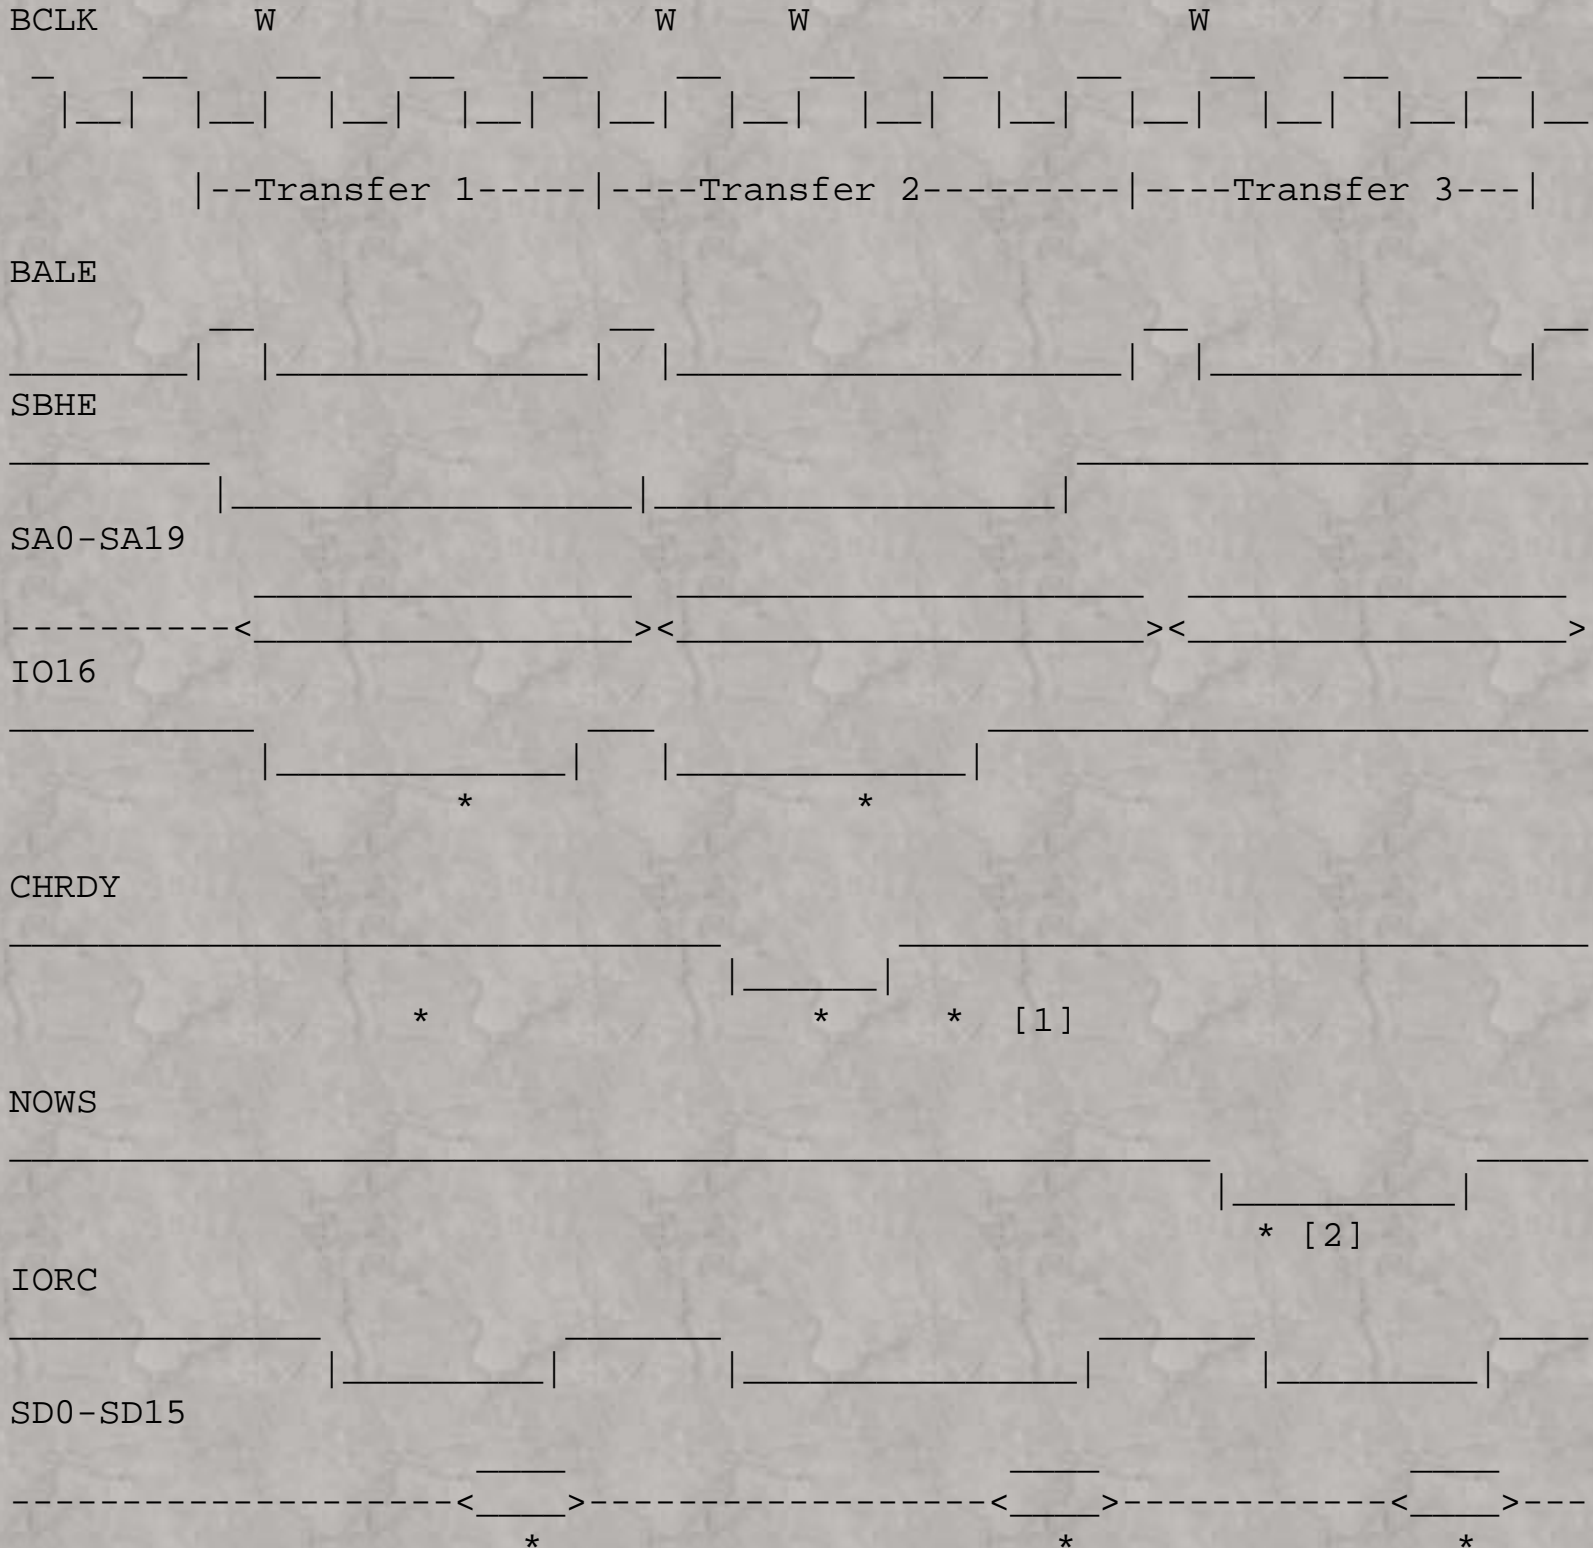 BCLK W W W W
|--Transfer 1-----|----Transfer 2---------|----Transfer 3---|
BALE
SBHE
SA0-SA19
IO16
* *
CHRDY
* * * [1]
NOWS
* [2]
IORC
SD0-SD15
* * *